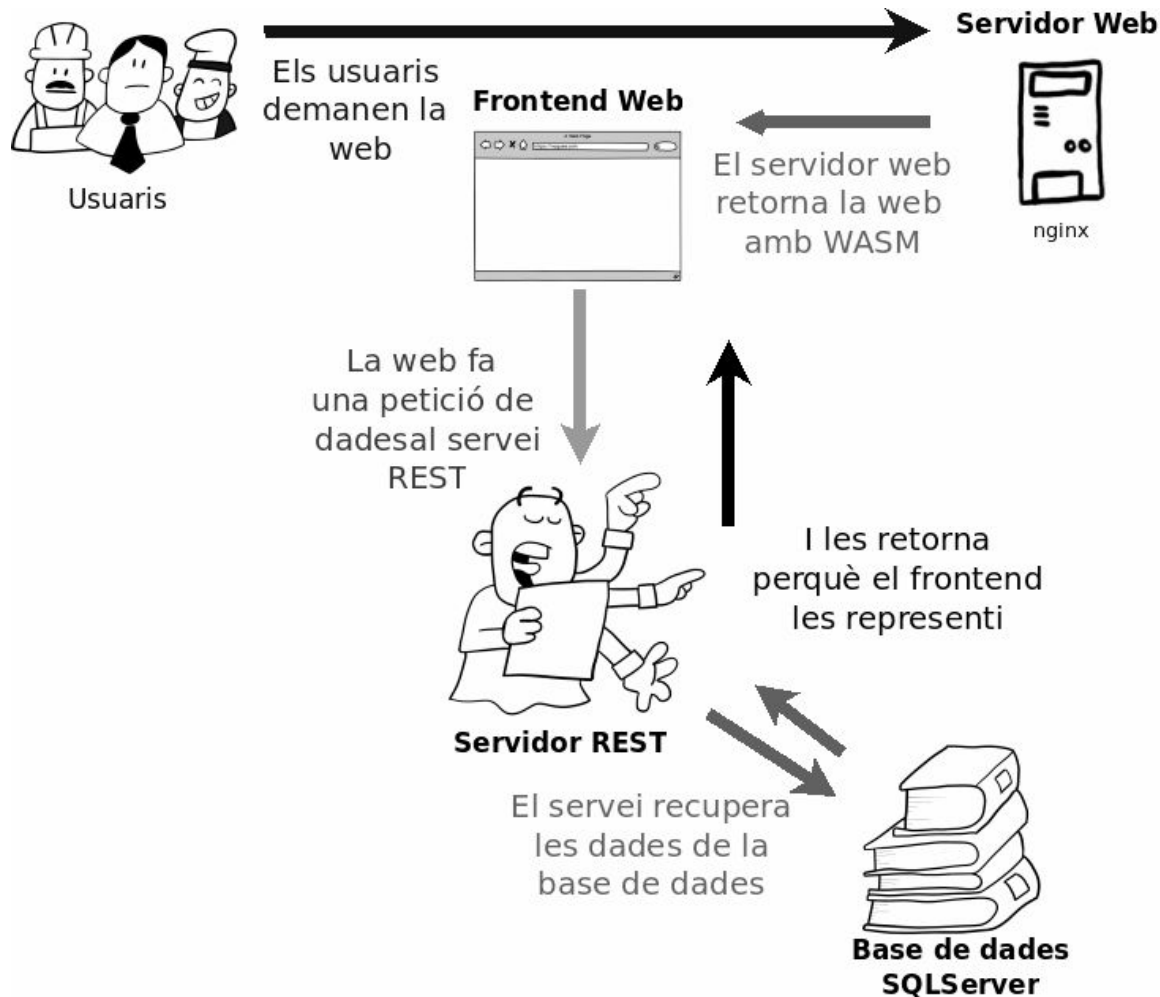 Servidor Web
Els usuaris
demanen la
web
Usuaris
Frontend Web
El servidor web
retorna la web
amb WASM
nginx
La web fa
una petició de
dadesal servei
REST
I les retorna
perquè el frontend
les representi
Servidor REST
El servei recupera
les dades de la
base de dades
Base de dades
SQLServer